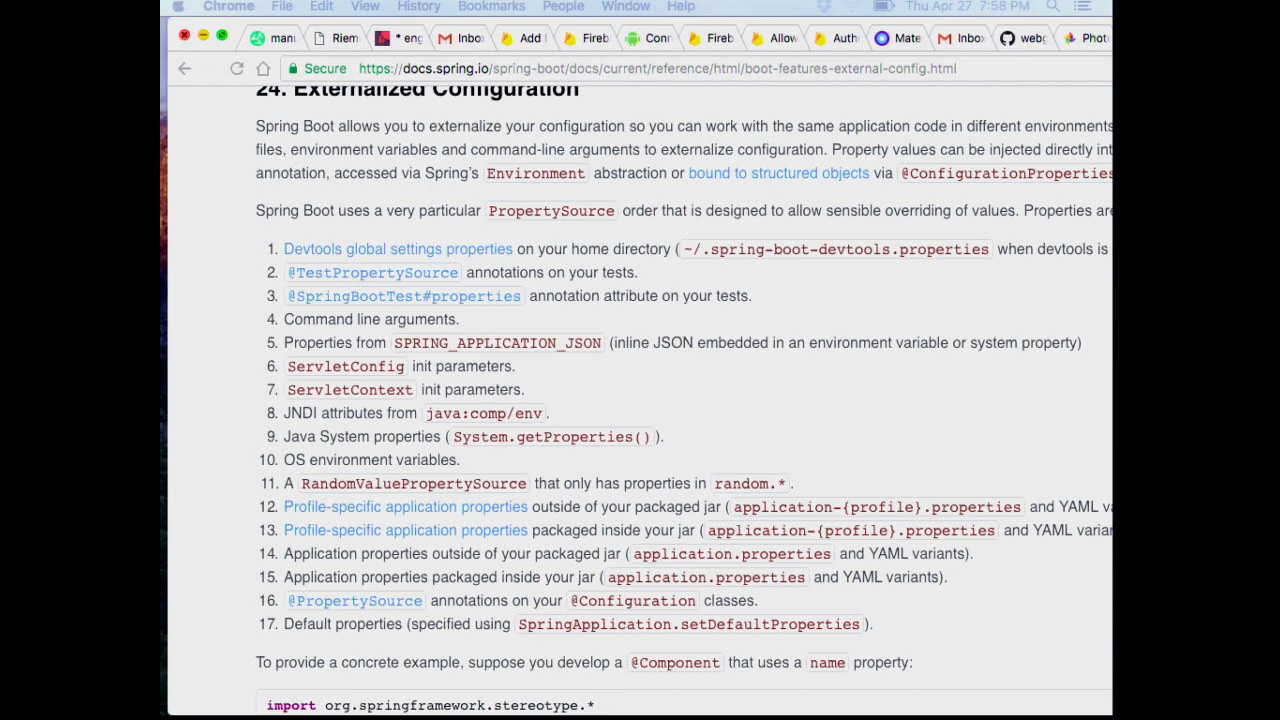 Chrome File Edit View History Bookmarks People Window Help Thu Apr 27 7:58 PM
man Riem * eng Inbo Add Fireb Conr Fireb Allow Auth Mate Inbo web Phot
Secure https://docs.spring.io/spring-boot/docs/current/reference/html/boot-features-external-config.html
24. Externalized Configuration
Spring Boot allows you to externalize your configuration so you can work with the same application code in different environments
files, environment variables and command-line arguments to externalize configuration. Property values can be injected directly int
annotation, accessed via Spring's Environment abstraction or bound to structured objects via @ConfigurationProperties
Spring Boot uses a very particular PropertySource order that is designed to allow sensible overriding of values. Properties are
1. Devtools global settings properties on your home directory (~/.spring-boot-devtools.properties when devtools is
2. @TestPropertySource annotations on your tests.
3. @SpringBootTest#properties annotation attribute on your tests.
4. Command line arguments.
5. Properties from SPRING_APPLICATION_JSON (inline JSON embedded in an environment variable or system property)
6. ServletConfig init parameters.
7. ServletContext init parameters.
8. JNDI attributes from java:comp/env.
9. Java System properties (System.getProperties()).
10. OS environment variables.
11. A RandomValuePropertySource that only has properties in random.*.
12. Profile-specific application properties outside of your packaged jar (application-{profile}.properties and YAML v
13. Profile-specific application properties packaged inside your jar (application-{profile}.properties and YAML varian
14. Application properties outside of your packaged jar (application.properties and YAML variants).
15. Application properties packaged inside your jar (application.properties and YAML variants).
16. @PropertySource annotations on your @Configuration classes.
17. Default properties (specified using SpringApplication.setDefaultProperties).
To provide a concrete example, suppose you develop a @Component that uses a name property:
import org.springframework.stereotype.*